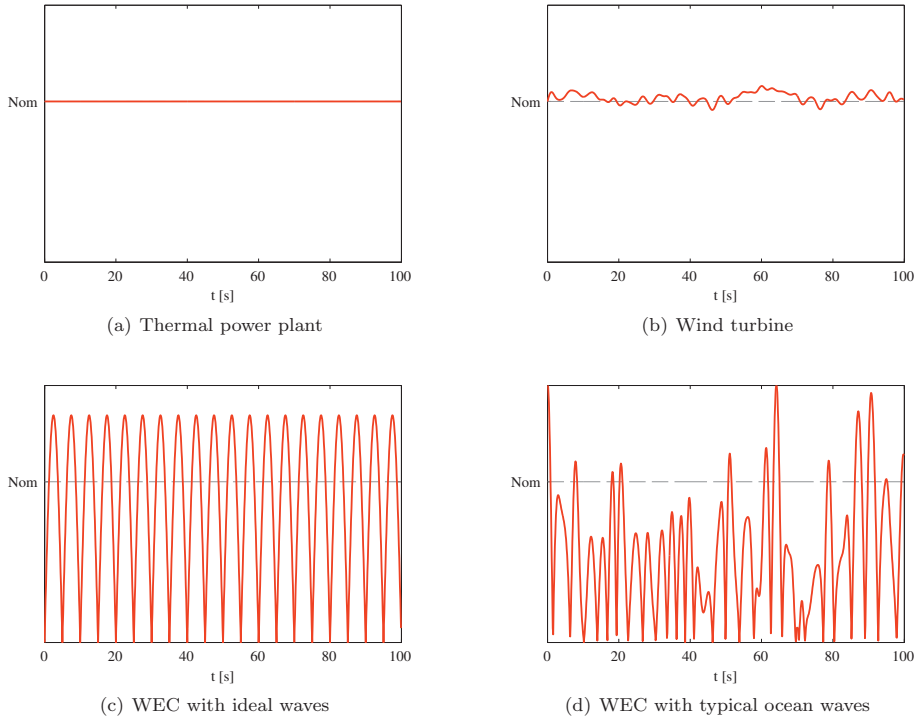 Nom
0 20 40 60 80 100
t [s]
(a) Thermal power plant
Nom
0 20 40 60 80 100
t [s]
(b) Wind turbine
Nom
0 20 40 60 80 100
t [s]
(c) WEC with ideal waves
Nom
0 20 40 60 80 100
t [s]
(d) WEC with typical ocean waves